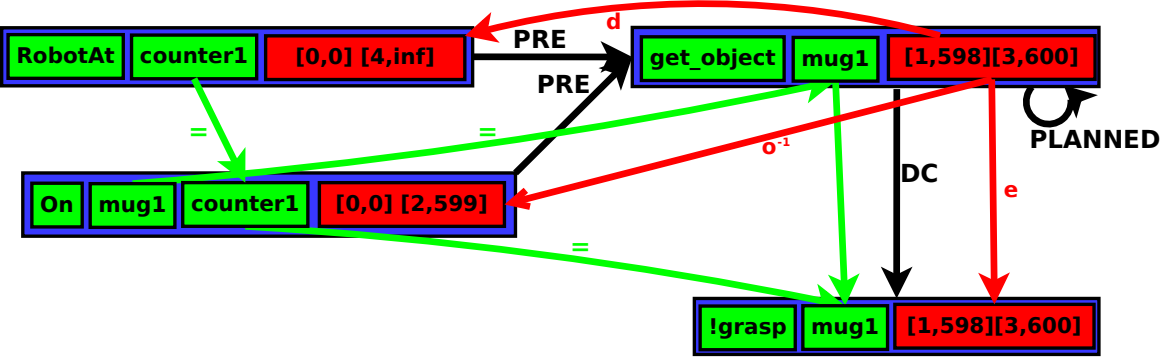 d
RobotAt counter1 [0,0] [4,inf]
PRE
get_object mug1 [1,598][3,600]
PRE
= =
PLANNED
o-1
DC
e
On mug1 counter1 [0,0] [2,599]
=
!grasp mug1 [1,598][3,600]